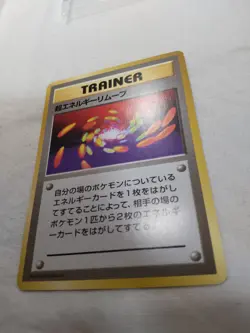 TRAINER
超エネルギーリムーブ
自分の場のポケモンについている
エネルギーカードを1枚をはがし
てすてることによって、相手の場の
ポケモン1匹から2枚のエネルギ
ーカードをはがしてすてる。